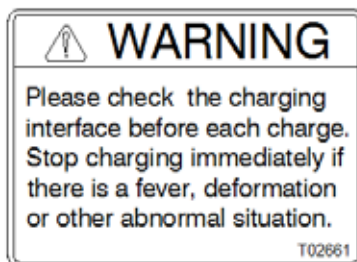 WARNING
Please check the charging
interface before each charge.
Stop charging immediately if
there is a fever, deformation
or other abnormal situation.
T02661